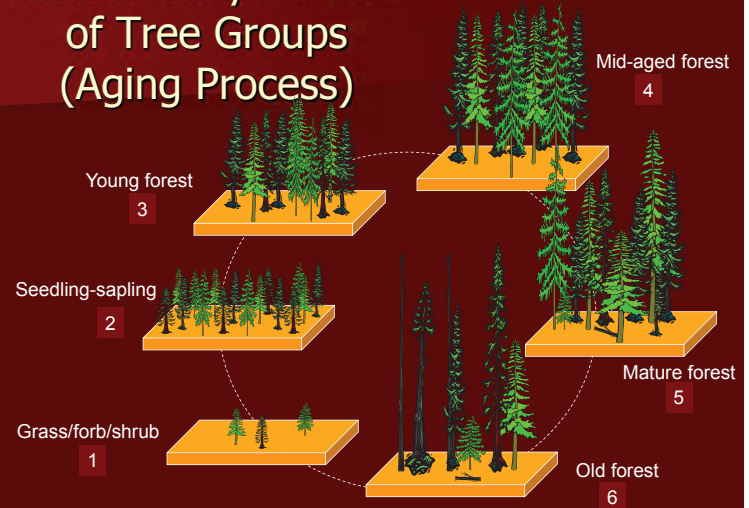 of Tree Groups
(Aging Process)
Mid-aged forest
4
Young forest
3
Seedling-sapling
2
Mature forest
5
Grass/forb/shrub
1
Old forest
6